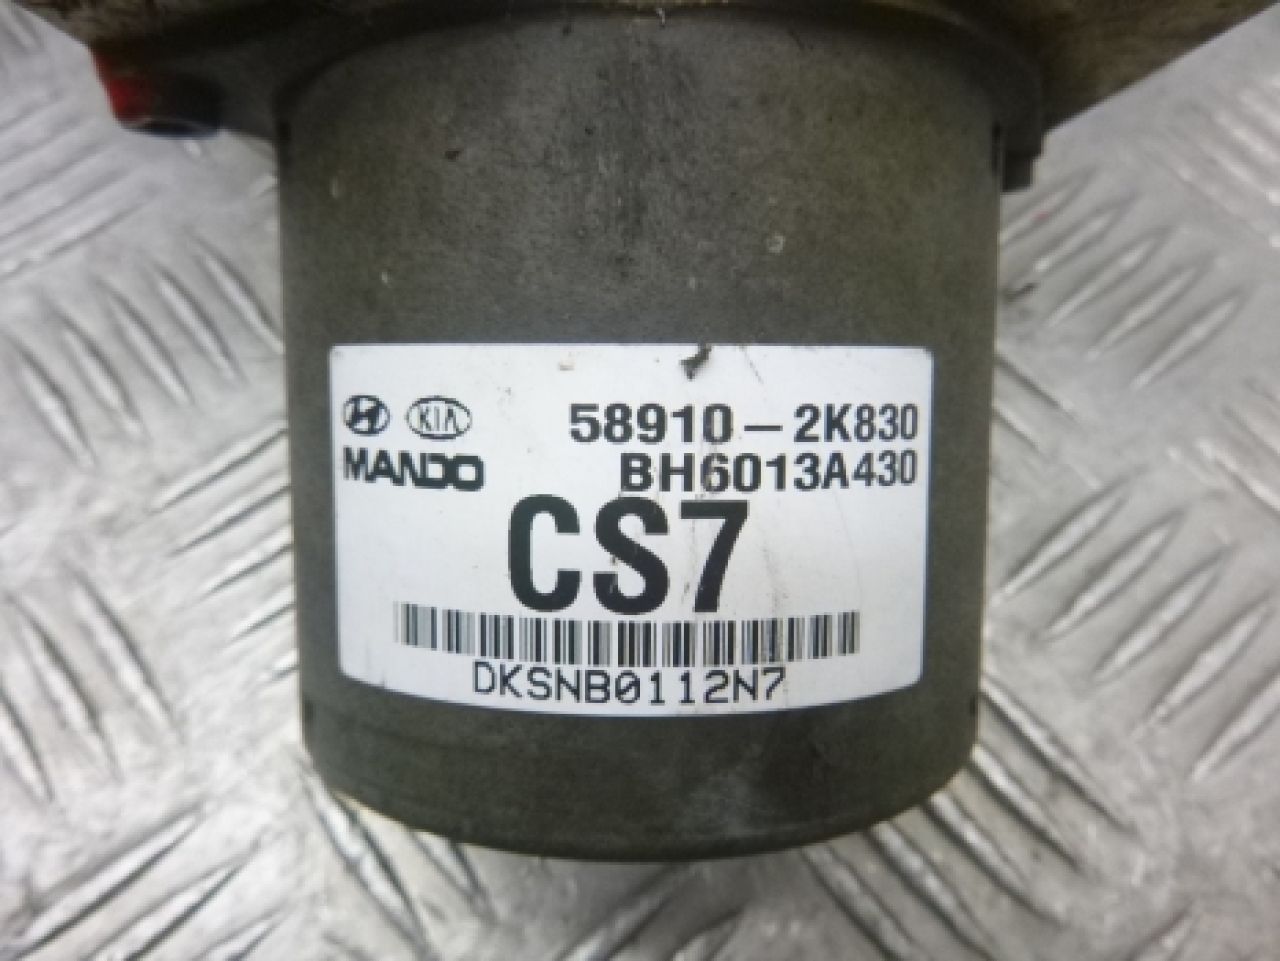 H KIA 58910-2K830
MANDO BH6013A430
CS7
DKSNB0112N7